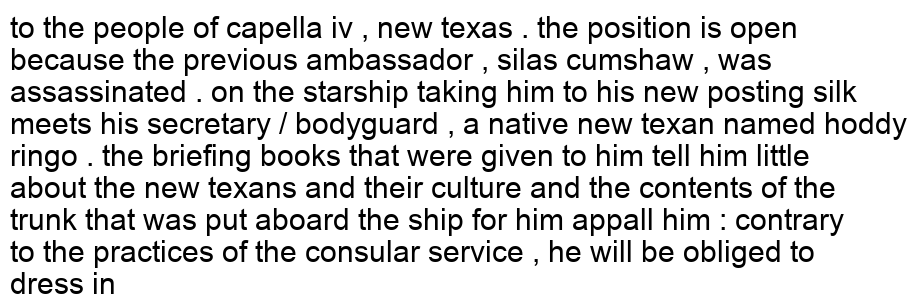 to the people of capella iv , new texas . the position is open
because the previous ambassador , silas cumshaw , was
assassinated . on the starship taking him to his new posting silk
meets his secretary / bodyguard , a native new texan named hoddy
ringo . the briefing books that were given to him tell him little
about the new texans and their culture and the contents of the
trunk that was put aboard the ship for him appall him : contrary
to the practices of the consular service , he will be obliged to
dress in